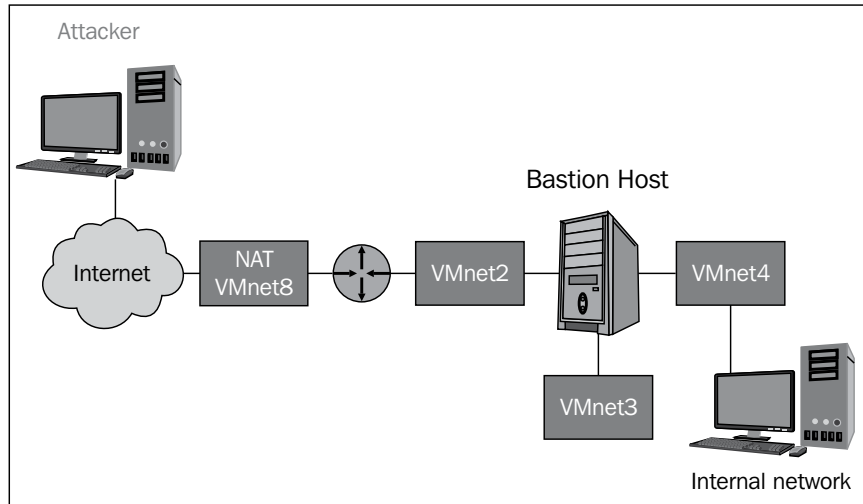 Attacker
Bastion Host
Internet
NAT
VMnet8
VMnet2
VMnet4
VMnet3
Internal network